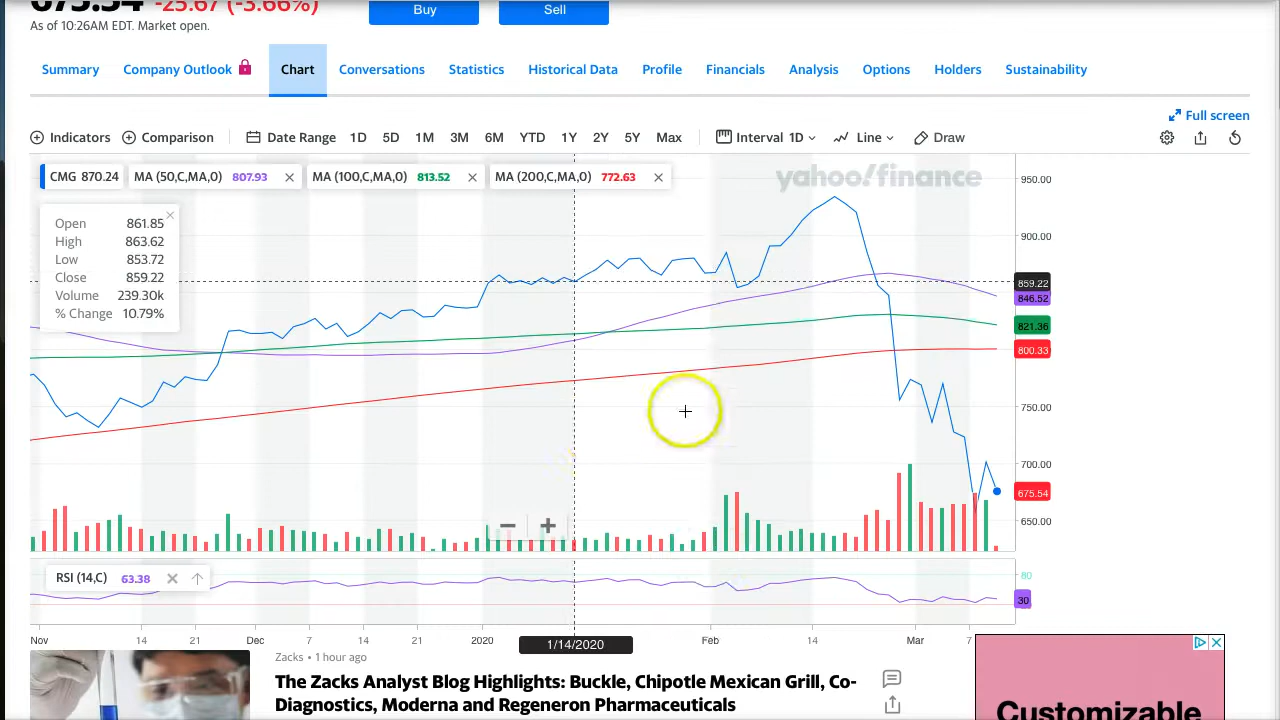 675.54 -25.67 (-3.66%)
As of 10:26AM EDT. Market open.
Buy
Sell
Summary Company Outlook Chart Conversations Statistics Historical Data Profile Financials Analysis Options Holders Sustainability
Full screen
Indicators Comparison Date Range 1D 5D 1M 3M 6M YTD 1Y 2Y 5Y Max Interval 1D Line Draw
CMG 870.24 MA (50,C,MA,0) 807.93 MA (100,C,MA,0) 813.52 MA (200,C,MA,0) 772.63
yahoo!finance
Open 861.85
High 863.62
Low 853.72
Close 859.22
Volume 239.30k
% Change 10.79%
950.00
900.00
859.22
846.52
821.36
800.33
750.00
700.00
675.54
650.00
RSI (14,C) 63.38
80
30
Nov 14 21 Dec 7 14 21 2020 1/14/2020 Feb 14 Mar 7
Zacks • 1 hour ago
The Zacks Analyst Blog Highlights: Buckle, Chipotle Mexican Grill, Co-
Diagnostics, Moderna and Regeneron Pharmaceuticals
Customizable